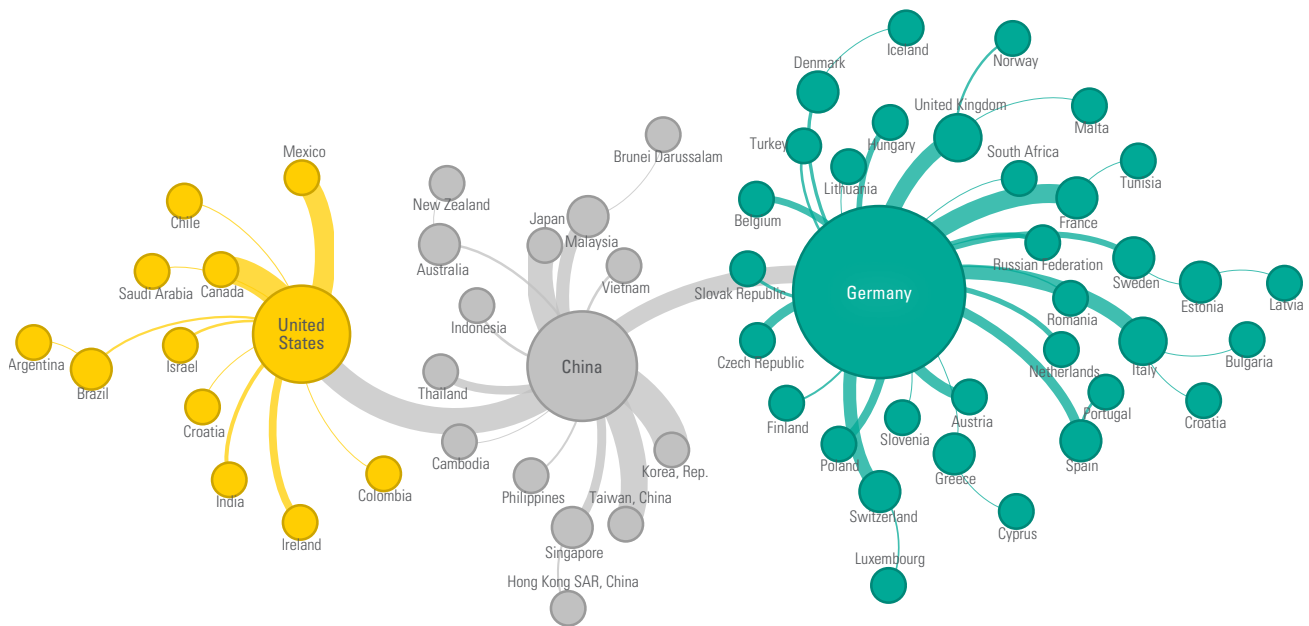 Iceland
Norway
Denmark
United Kingdom
Malta
Turkey
Hungary
Brunei Darussalam
Mexico
South Africa
Tunisia
Lithuania
New Zealand
Chile
Japan
Malaysia
Belgium
France
Australia
Russian Federation
Saudi Arabia
Canada
Vietnam
Slovak Republic
Germany
Sweden
Estonia
Latvia
Indonesia
Romania
United
States
Argentina
Israel
China
Czech Republic
Netherlands
Italy
Bulgaria
Brazil
Thailand
Portugal
Croatia
Finland
Slovenia
Austria
Croatia
Cambodia
Korea, Rep.
Poland
Spain
Greece
India
Colombia
Philippines
Taiwan, China
Switzerland
Cyprus
Ireland
Singapore
Luxembourg
Hong Kong SAR, China